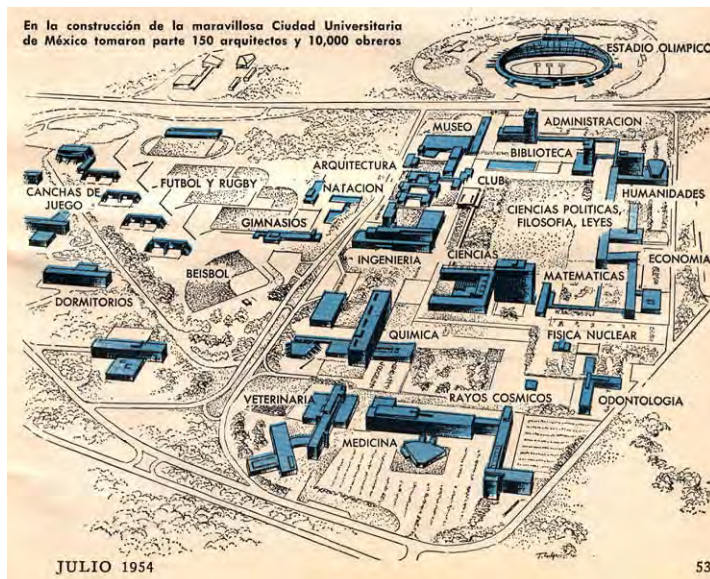 En la construcción de la maravillosa Ciudad Universitaria
de México tomaron parte 150 arquitectos y 10,000 obreros
ESTADIO OLIMPICO
MUSEO
ADMINISTRACION
BIBLIOTECA
ARQUITECTURA
NATACION
CLUB
HUMANIDADES
CANCHAS DE
JUEGO
FUTBOL Y RUGBY
GIMNASIOS
CIENCIAS POLITICAS,
FILOSOFIA, LEYES
INGENIERIA
CIENCIAS
ECONOMIA
BEISBOL
MATEMATICAS
DORMITORIOS
QUIMICA
FISICA NUCLEAR
VETERINARIA
RAYOS COSMICOS
ODONTOLOGIA
MEDICINA
JULIO 1954
53